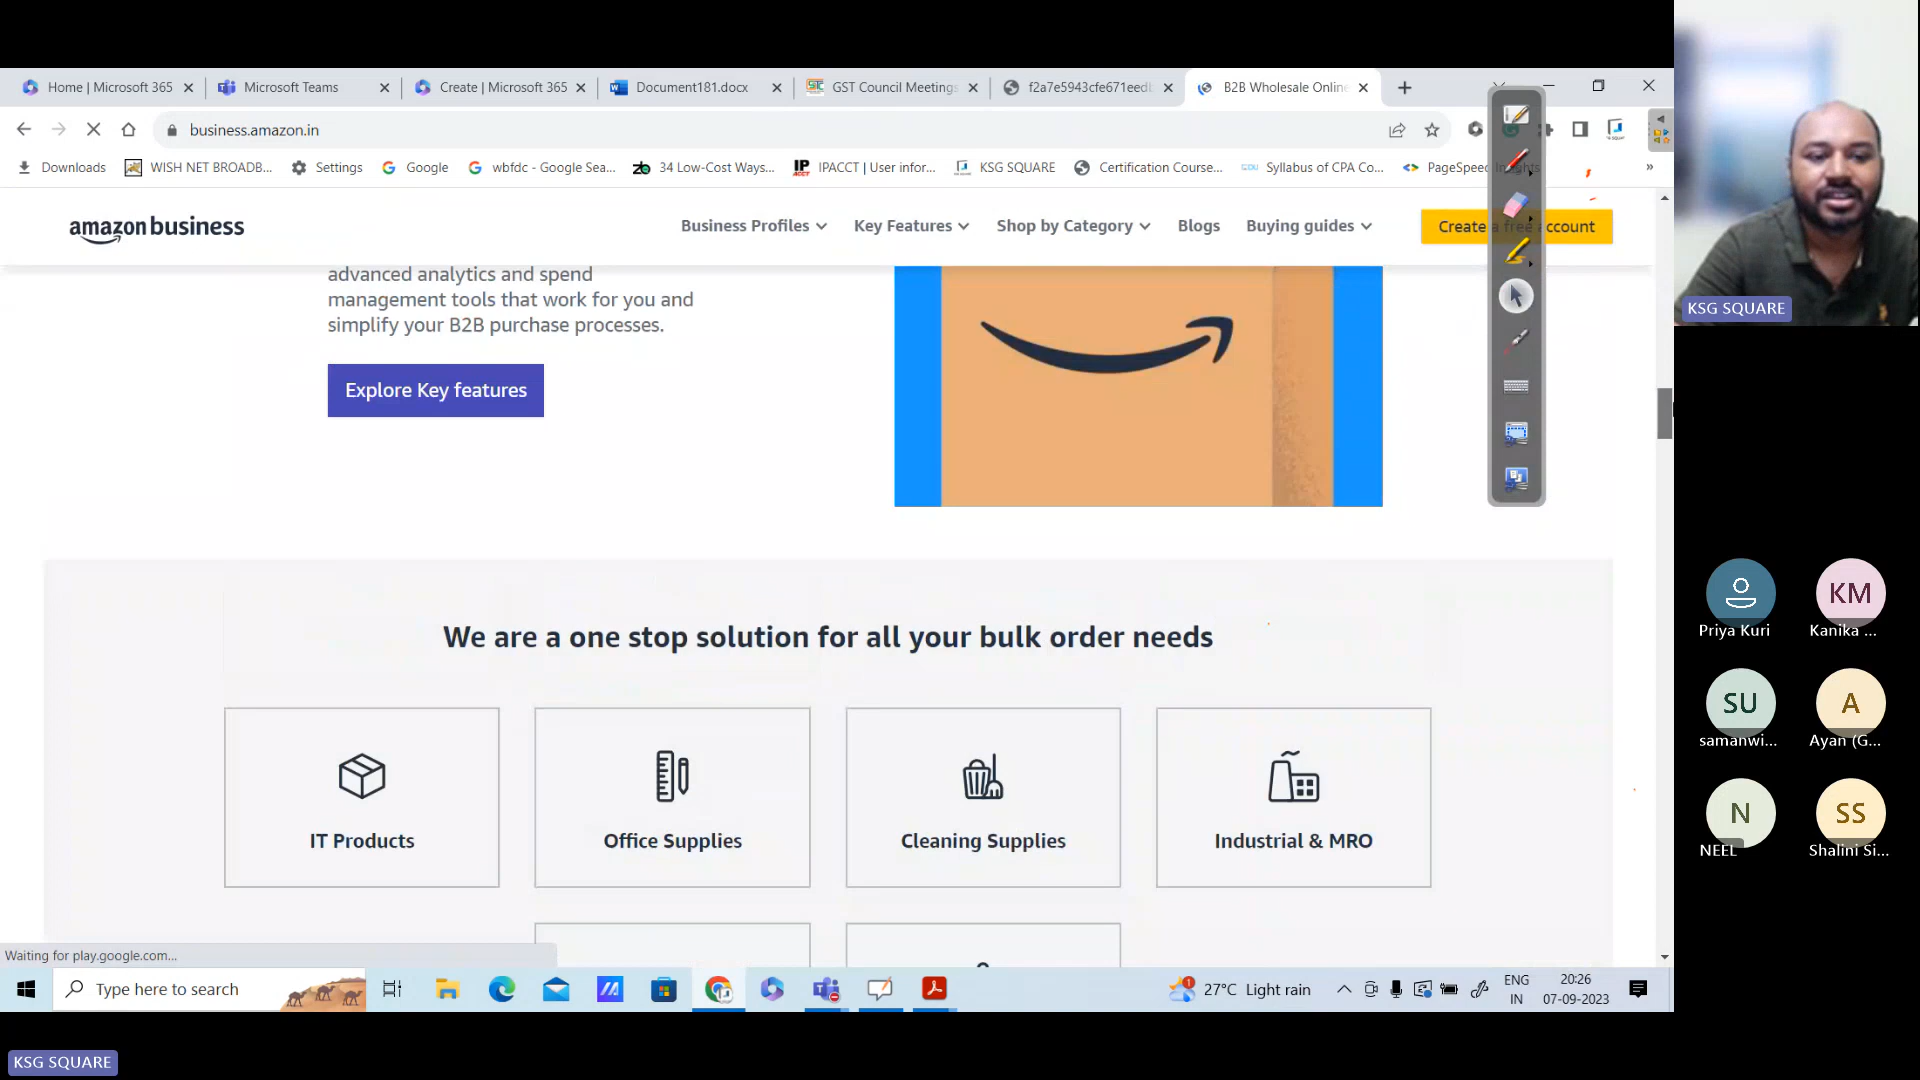 Home | Microsoft 365
Microsoft Teams
Create | Microsoft 365
Document181.docx
GST Council Meetings
f2a7e5943cfe671eed
B2B Wholesale Online
business.amazon.in
Downloads
WISH NET BROADB...
Settings
Google
wbfdc - Google Sea...
34 Low-Cost Ways...
IPACCT | User infor...
KSG SQUARE
Certification Course...
Syllabus of CPA Co...
PageSpeed Insights
»
amazon business
Business Profiles
Key Features
Shop by Category
Blogs
Buying guides
Create a free account
advanced analytics and spend
management tools that work for you and
simplify your B2B purchase processes.
Explore Key features
We are a one stop solution for all your bulk order needs
IT Products
Office Supplies
Cleaning Supplies
Industrial & MRO
Waiting for play.google.com...
Type here to search
27°C Light rain
ENG
IN
20:26
07-09-2023
KSG SQUARE
KM
Priya Kuri
Kanika ...
SU
A
samanwi...
Ayan (G...
N
SS
NEEL
Shalini Si...
KSG SQUARE